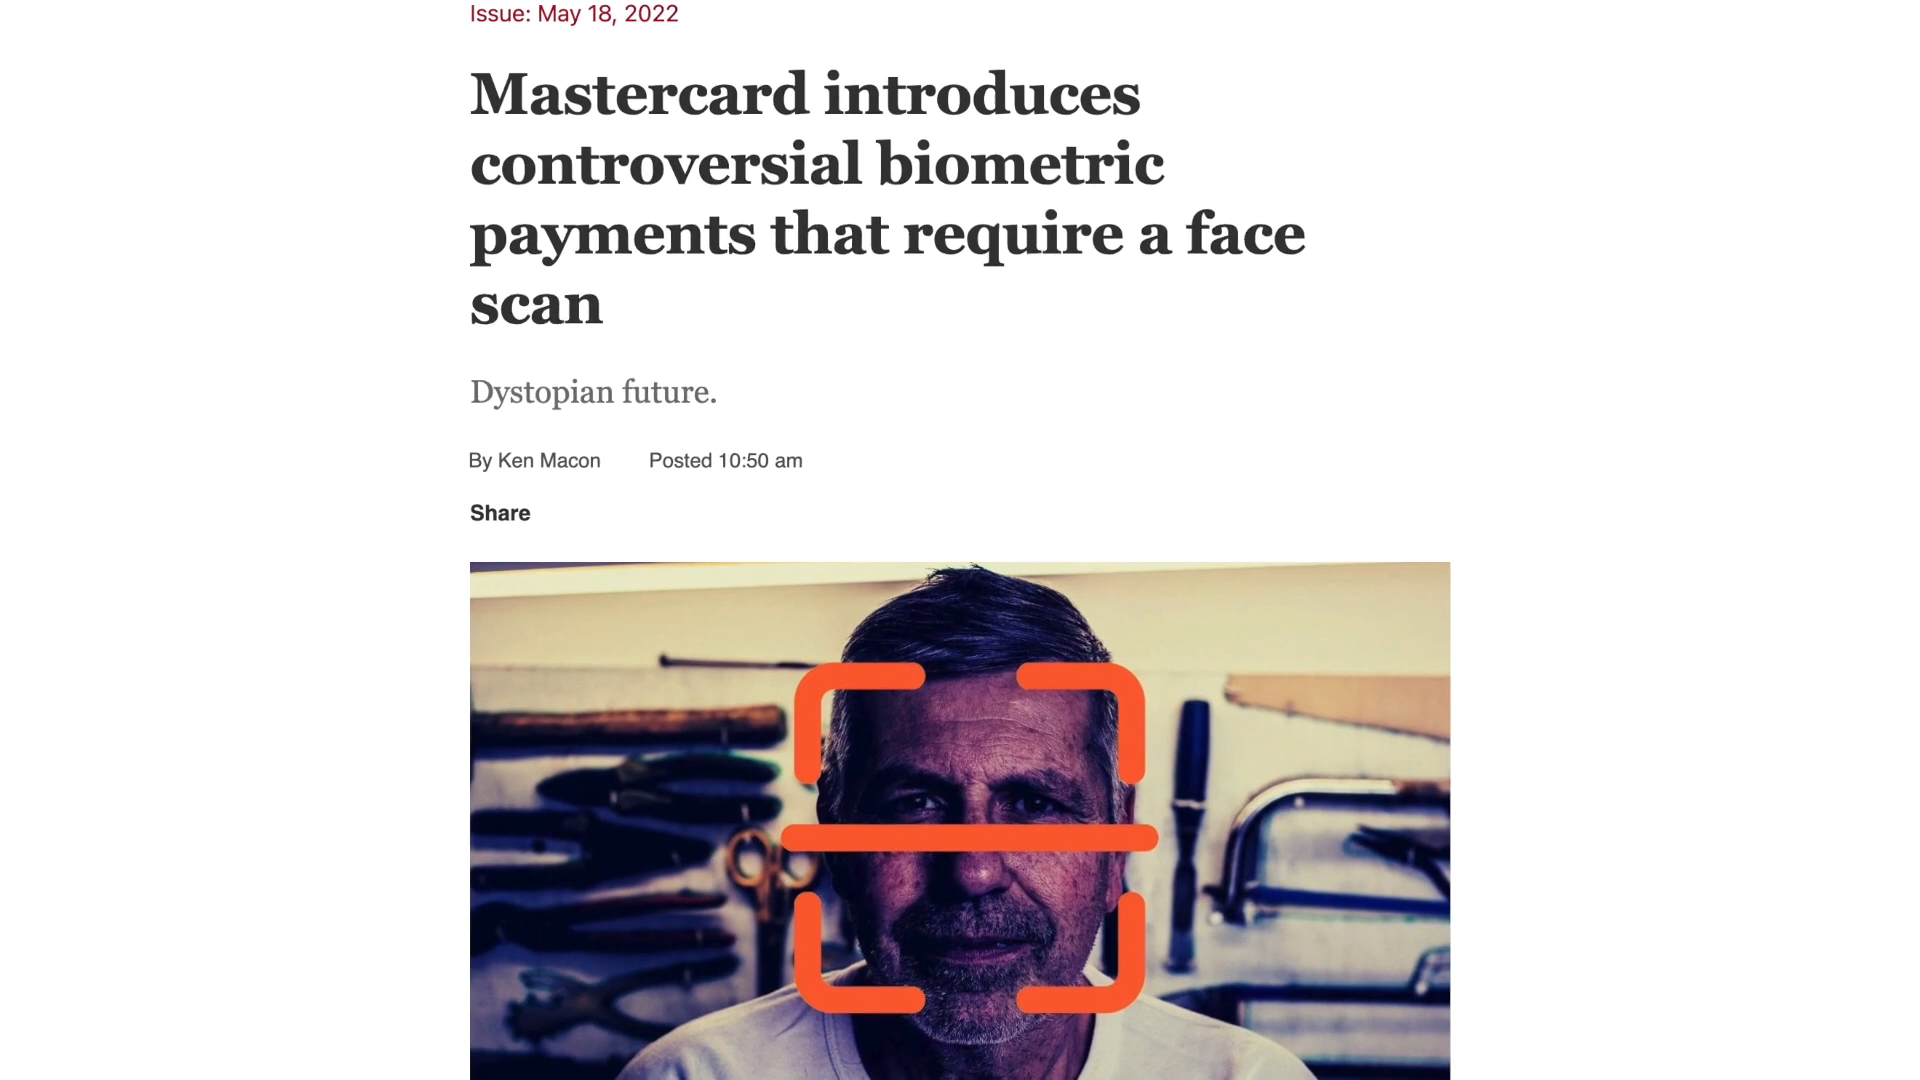 Issue: May 18, 2022
Mastercard introduces
controversial biometric
payments that require a face
scan
Dystopian future.
By Ken Macon Posted 10:50 am
Share